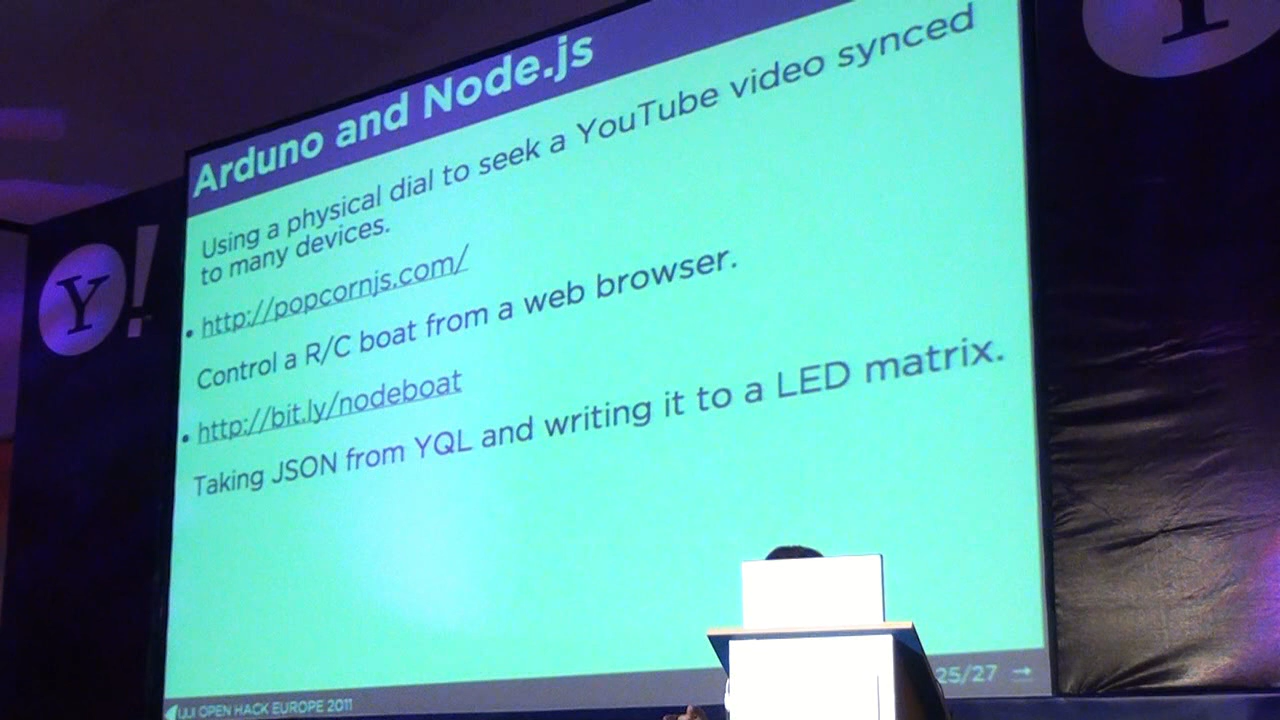 Arduno and Node.js
Using a physical dial to seek a YouTube video synced
to many devices.
• http://popcornjs.com/
Control a R/C boat from a web browser.
• http://bit.ly/nodeboat
Taking JSON from YQL and writing it to a LED matrix.
OPEN HACK EUROPE 2011
25/27 →
Y!
Y